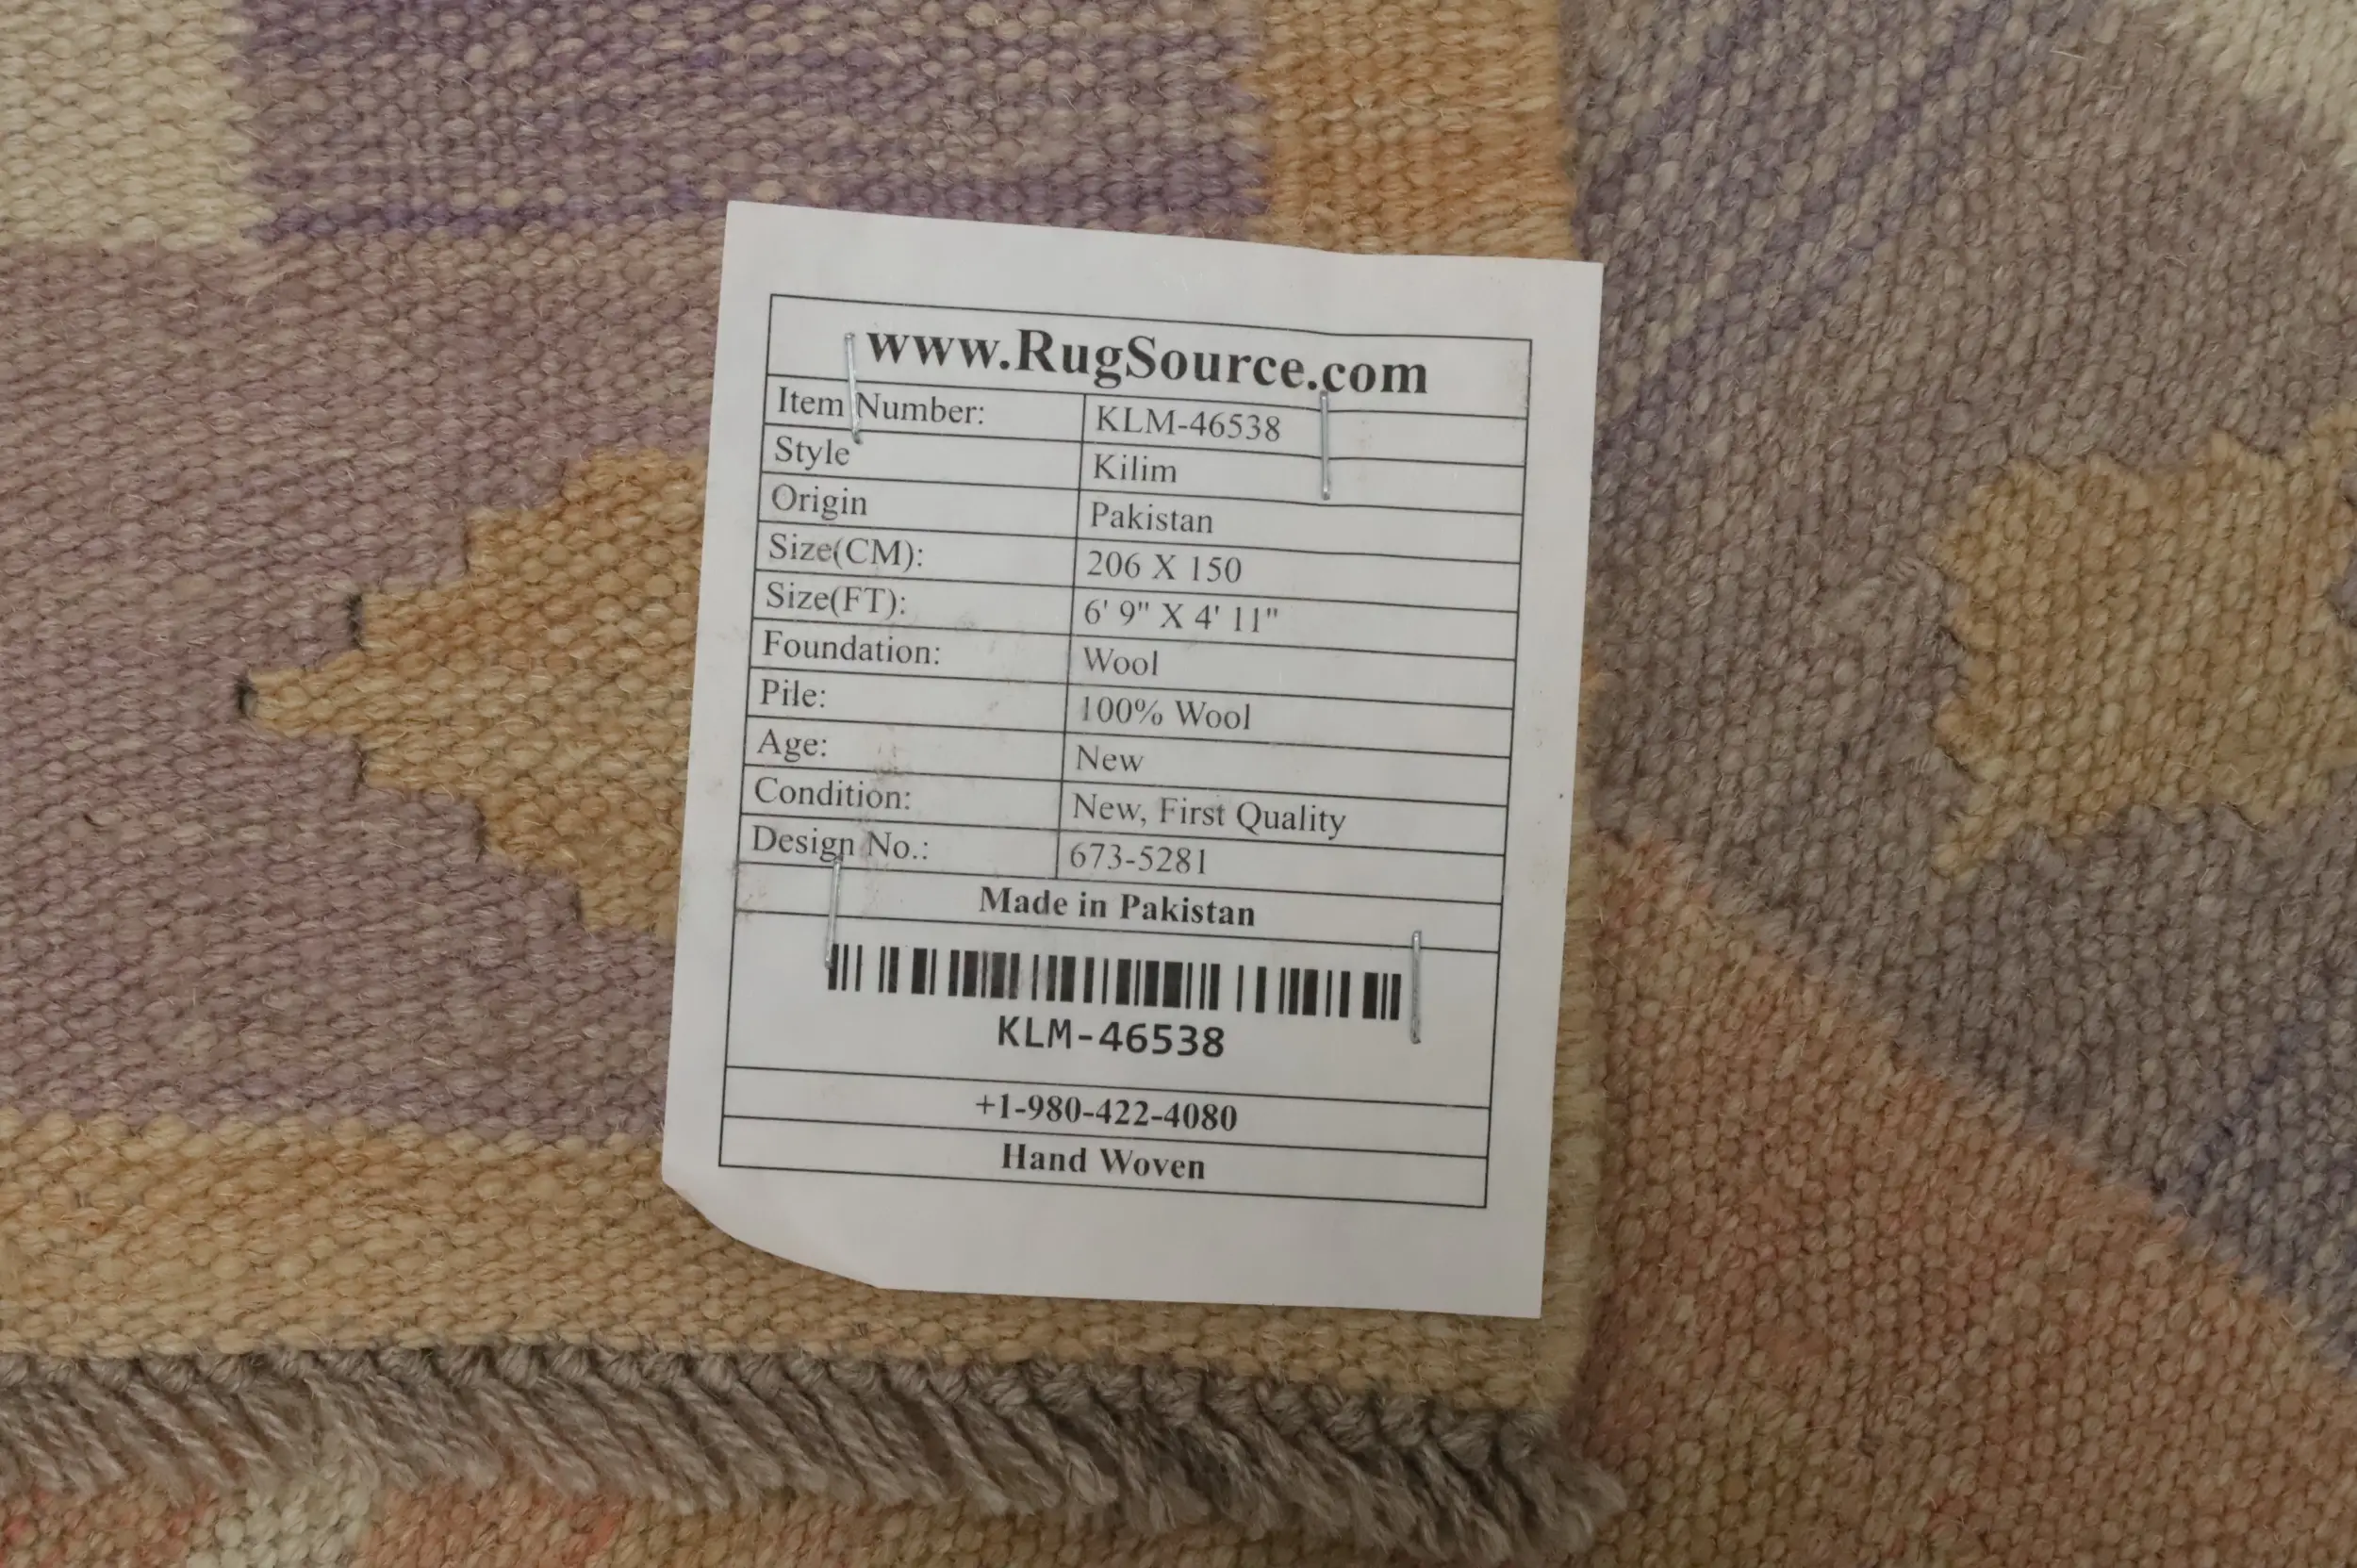 www.RugSource.com
Item Number: KLM-46538
Style Kilim
Origin Pakistan
Size(CM): 206 X 150
Size(FT): 6' 9" X 4' 11"
Foundation: Wool
Pile: 100% Wool
Age: New
Condition: New, First Quality
Design No.: 673-5281
Made in Pakistan
KLM-46538
+1-980-422-4080
Hand Woven